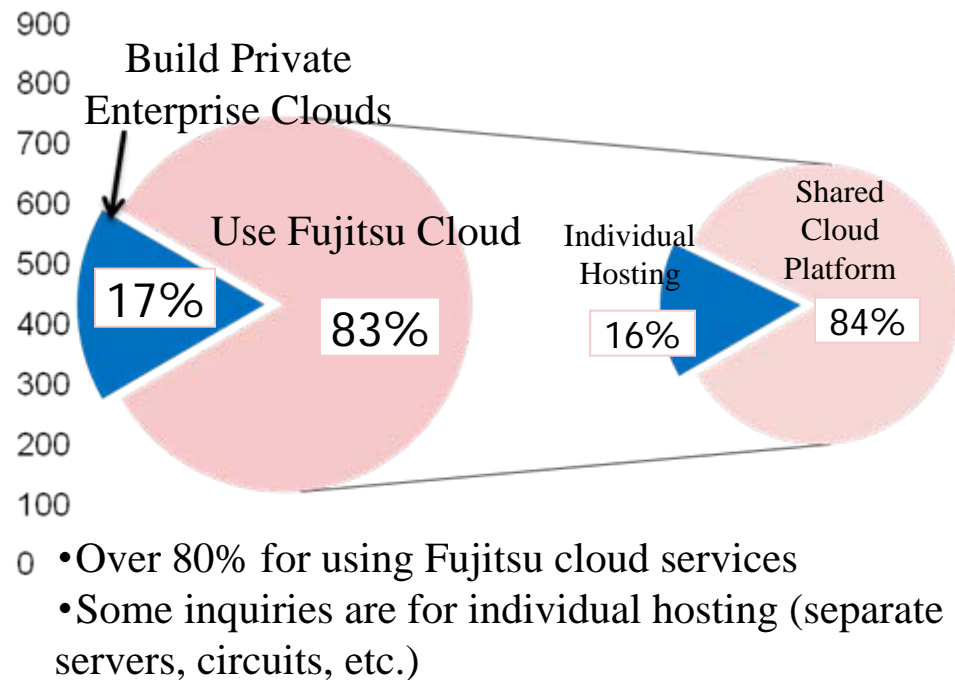 900
800
700
600
500
400
300
200
100
0
Build Private
Enterprise Clouds
Use Fujitsu Cloud
17%
83%
Individual
Hosting
16%
Shared
Cloud
Platform
84%
•Over 80% for using Fujitsu cloud services
•Some inquiries are for individual hosting (separate
servers, circuits, etc.)